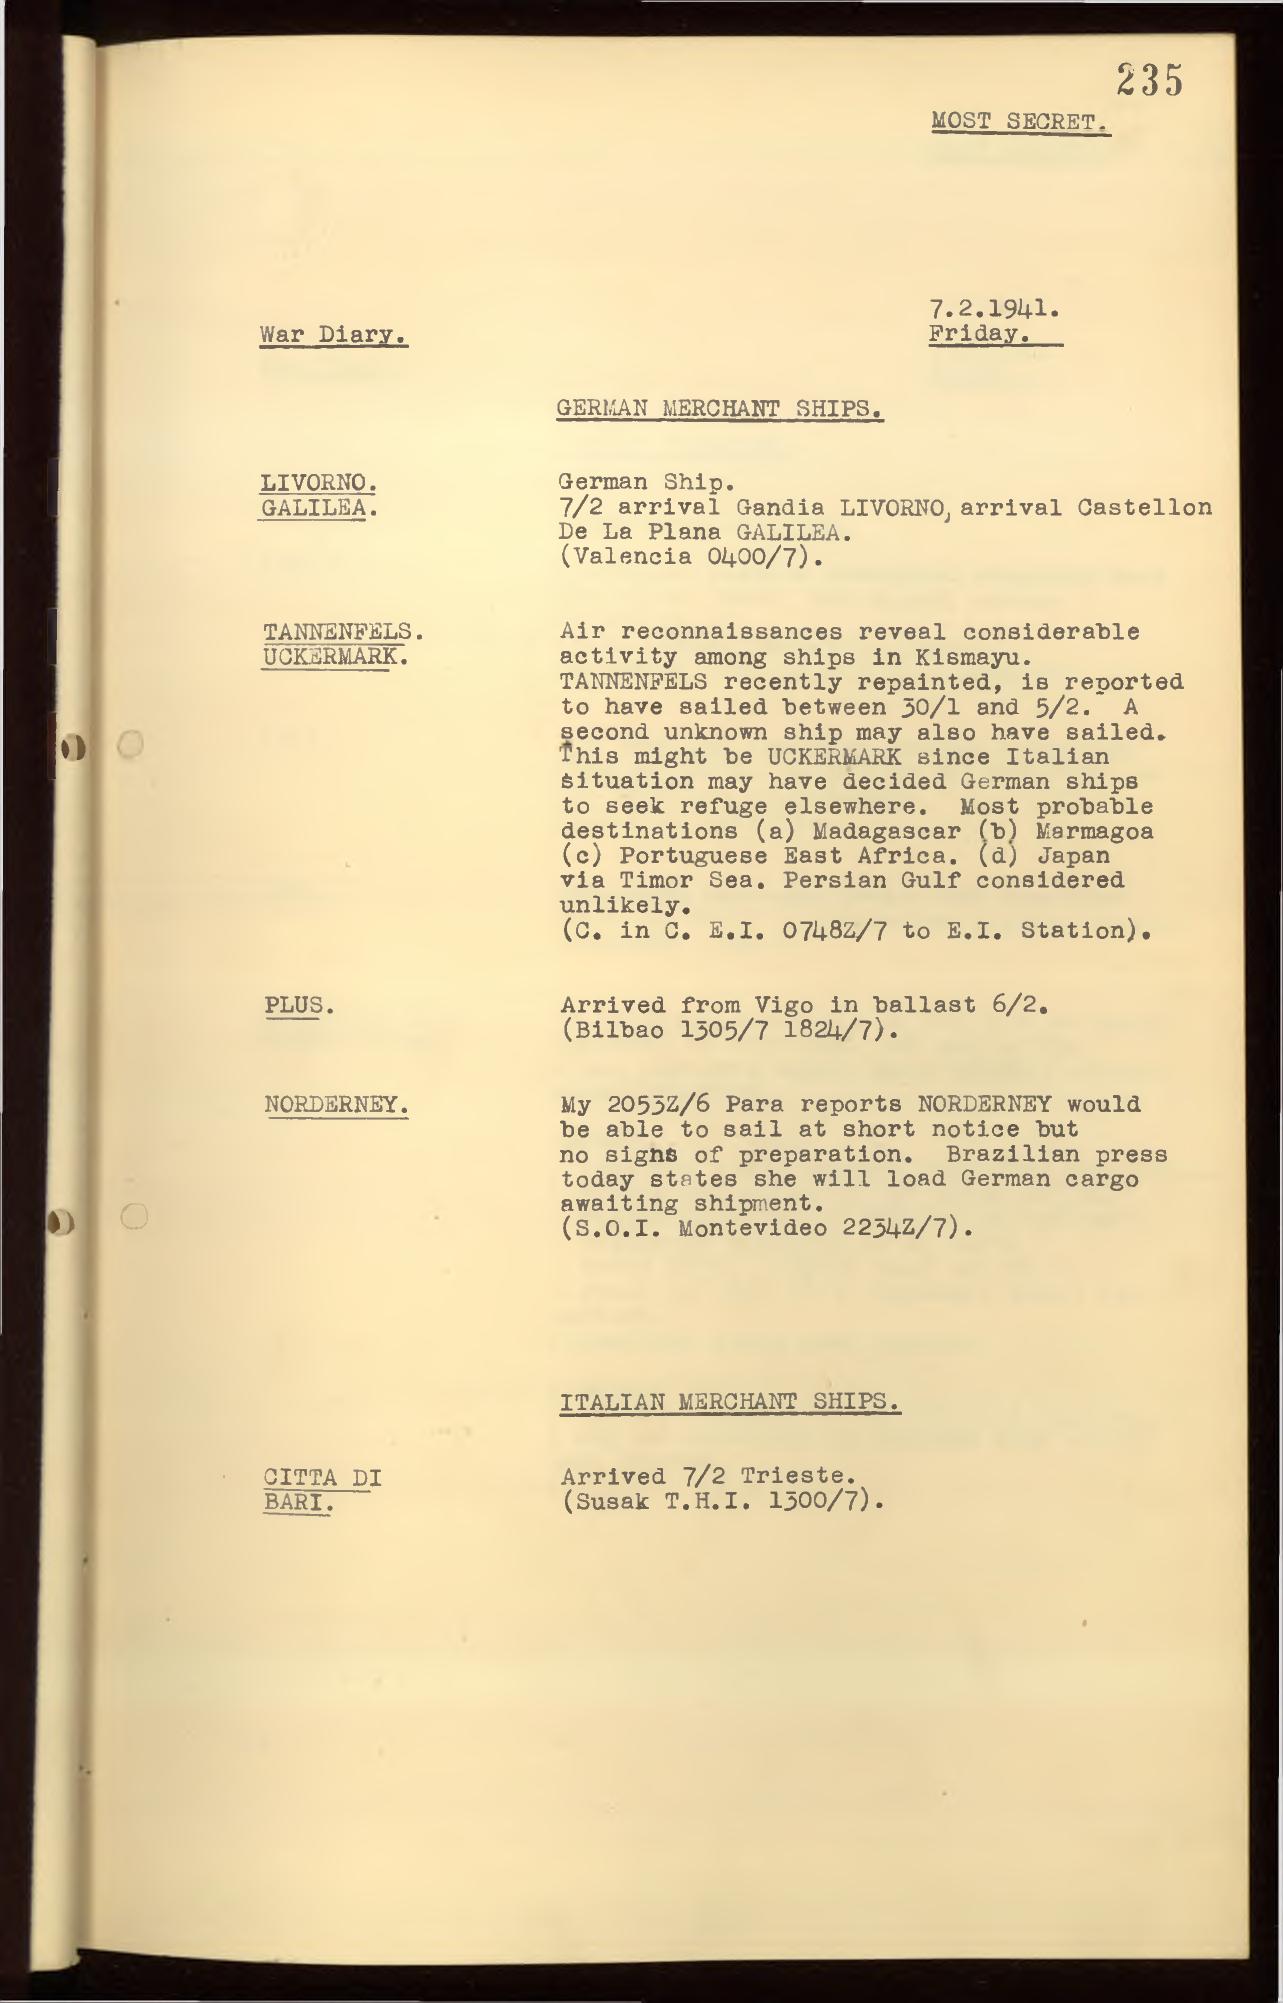 235
MOST SECRET.
7.2.1941.
War Diary.
Friday.
GERMAN MERCHANT SHIPS.
LIVORNO.
GALILEA.
German Ship.
7/2 arrival Gandia LIVORNO, arrival Castellon
De La Plana GALILEA.
(Valencia 0400/7).
TANNENFELS.
UCKERMARK.
Air reconnaissances reveal considerable
activity among ships in Kismayu.
TANNENFELS recently repainted, is reported
to have sailed between 30/1 and 5/2. A
second unknown ship may also have sailed.
This might be UCKERMARK since Italian
situation may have decided German ships
to seek refuge elsewhere. Most probable
destinations (a) Madagascar (b) Marmagoa
(c) Portuguese East Africa. (d) Japan
via Timor Sea. Persian Gulf considered
unlikely.
(C. in C. E.I. 0748Z/7 to E.I. Station).
PLUS.
Arrived from Vigo in ballast 6/2.
(Bilbao 1305/7 1824/7).
NORDERNEY.
My 2053Z/6 Para reports NORDERNEY would
be able to sail at short notice but
no signs of preparation. Brazilian press
today states she will load German cargo
awaiting shipment.
(S.O.I. Montevideo 2234Z/7).
ITALIAN MERCHANT SHIPS.
CITTA DI
BARI.
Arrived 7/2 Trieste.
(Susak T.H.I. 1300/7).